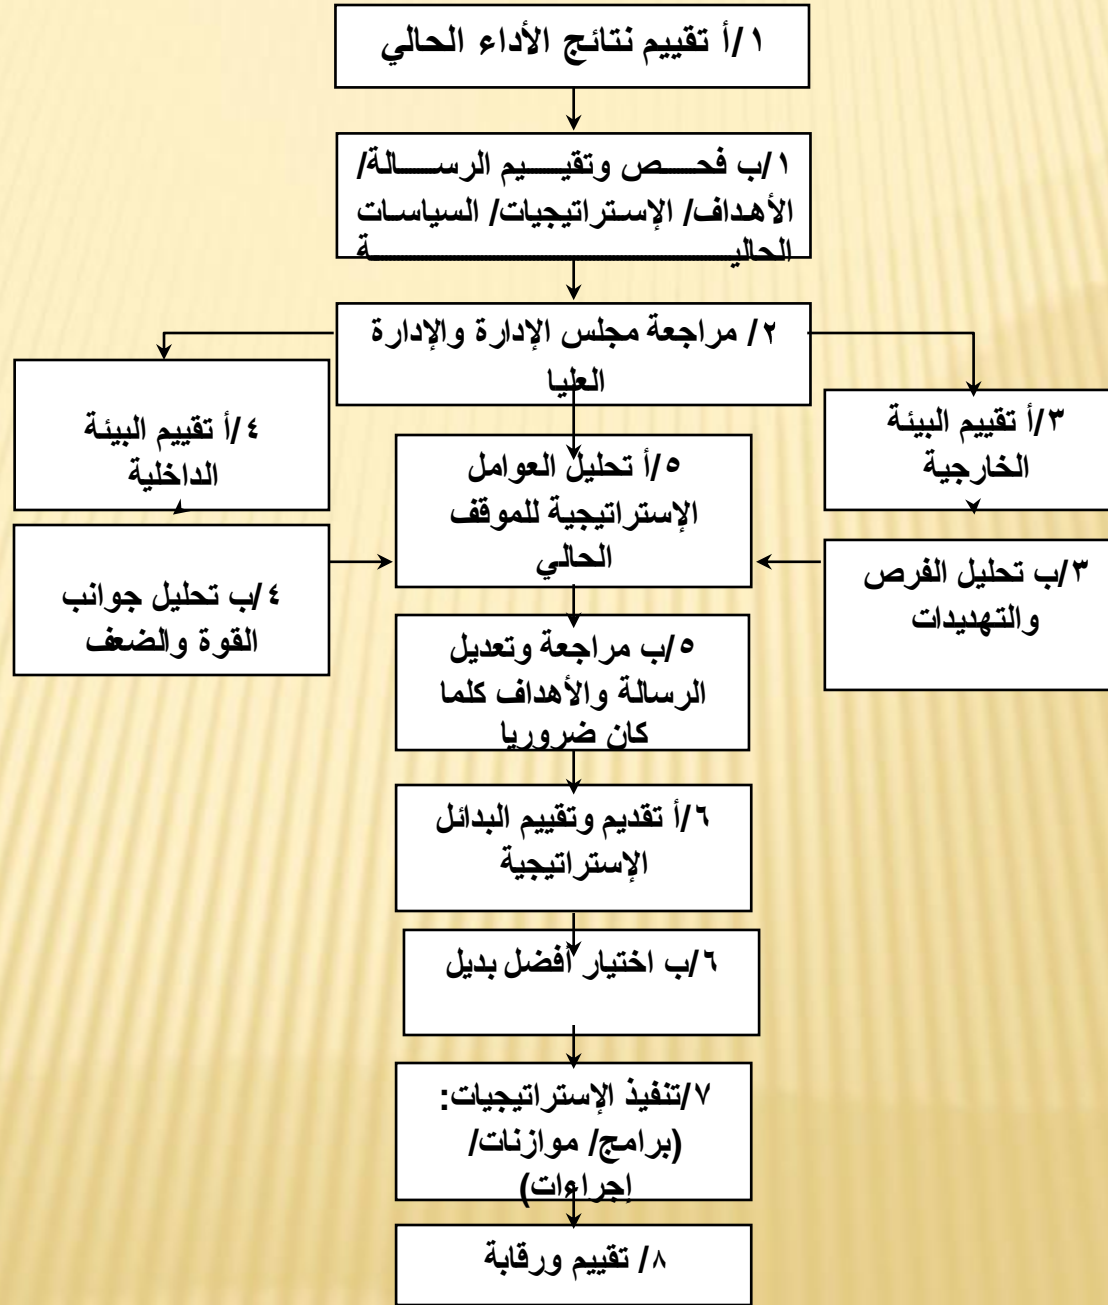 ١/أ تقييم نتائج الأداء الحالي
١/ب فحص وتقييم الرسالة/
الأهداف/ الإستراتيجيات/ السياسات
الحالية
٢/ مراجعة مجلس الإدارة والإدارة
العليا
٣/أ تقييم البيئة
الخارجية
٣/ب تحليل الفرص
والتهديدات
٤/أ تقييم البيئة
الداخلية
٤/ب تحليل جوانب
القوة والضعف
٥/أ تحليل العوامل
الإستراتيجية للموقف
الحالي
٥/ب مراجعة وتعديل
الرسالة والأهداف كلما
كان ضروريا
٦/أ تقديم وتقييم البدائل
الإستراتيجية
٦/ب اختيار أفضل بديل
٧/تنفيذ الإستراتيجيات:
(برامج/ موازنات/
إجراءات)
٨/ تقييم ورقابة